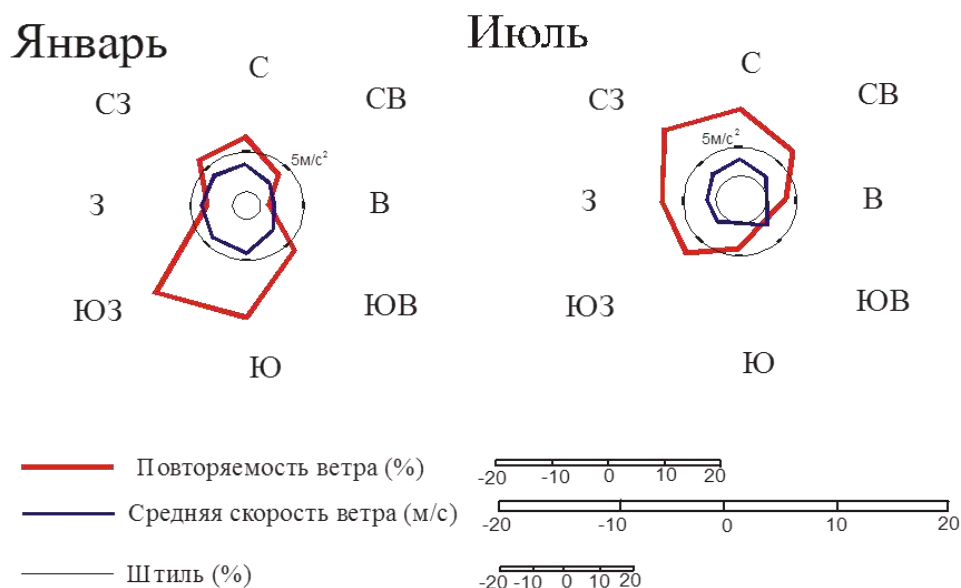 Январь
Июль
С
СЗ
СВ
5м/с²
З
В
ЮЗ
ЮВ
Ю
С
СЗ
СВ
5м/с²
З
В
ЮЗ
ЮВ
Ю
Повторяемость ветра (%)
-20 -10 0 10 20
Средняя скорость ветра (м/с)
-20 -10 0 10 20
Штиль (%)
-20 -10 0 10 20